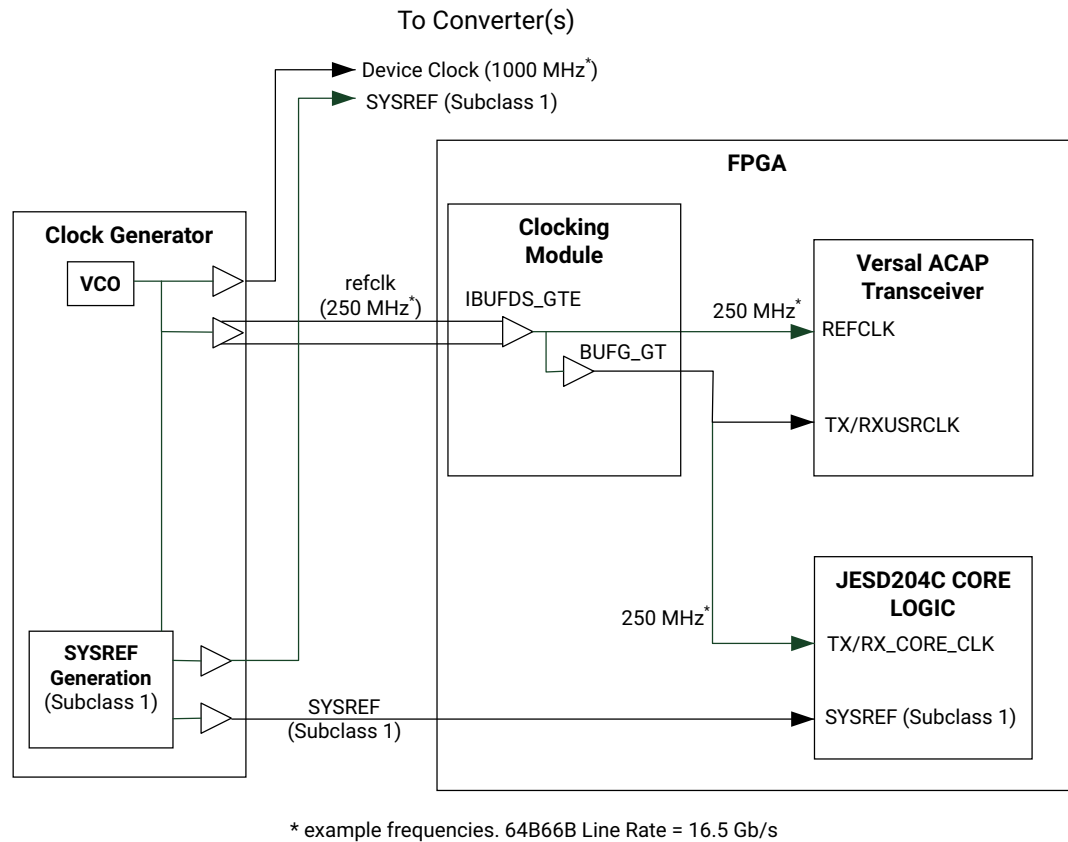 To Converter(s)
Device Clock (1000 MHz*)
SYSREF (Subclass 1)
FPGA
Clock Generator
VCO
refclk
(250 MHz*)
Clocking
Module
IBUFDS_GTE
BUFG_GT
250 MHz*
Versal ACAP
Transceiver
REFCLK
TX/RXUSRCLK
250 MHz*
JESD204C CORE
LOGIC
TX/RX_CORE_CLK
SYSREF (Subclass 1)
SYSREF
Generation
(Subclass 1)
SYSREF
(Subclass 1)
* example frequencies. 64B66B Line Rate = 16.5 Gb/s